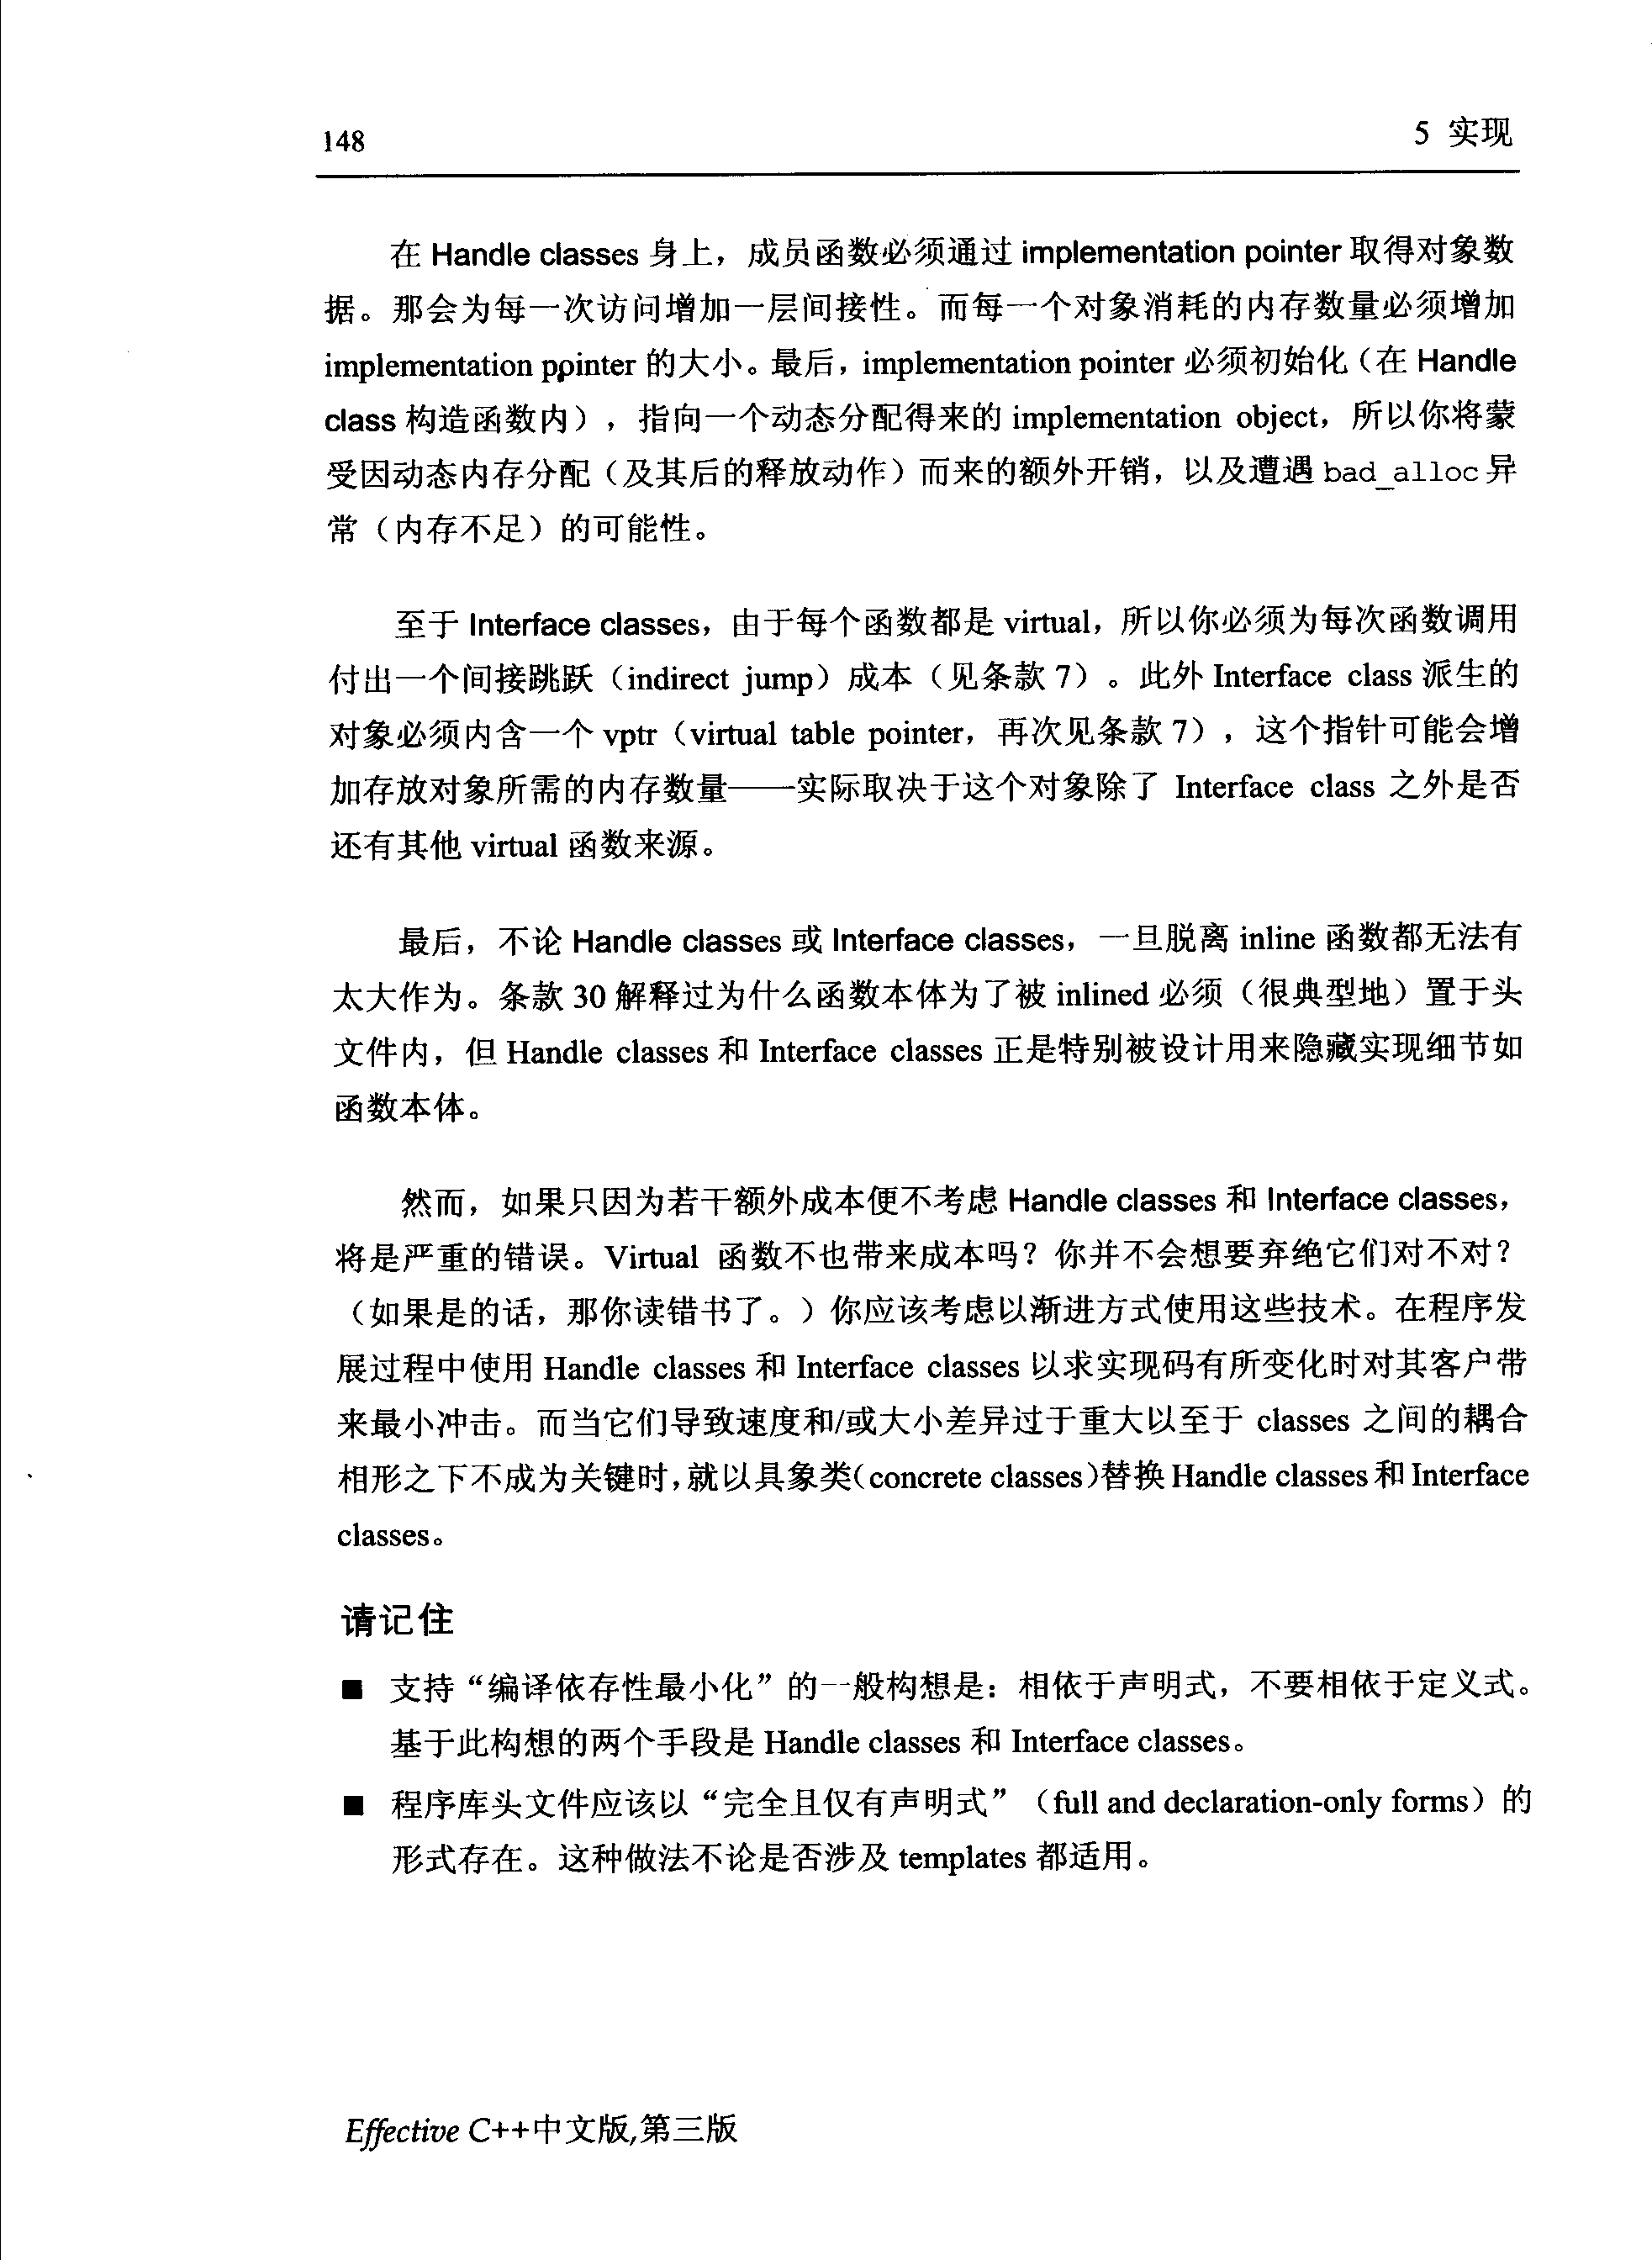 148
5 实现
在 Handle classes 身上，成员函数必须通过 implementation pointer 取得对象数
据。那会为每一次访问增加一层间接性。而每一个对象消耗的内存数量必须增加
implementation ppinter 的大小。最后，implementation pointer 必须初始化（在 Handle
class 构造函数内），指向一个动态分配得来的 implementation object，所以你将蒙
受因动态内存分配（及其后的释放动作）而来的额外开销，以及遭遇 bad_alloc 异
常（内存不足）的可能性。
至于 Interface classes，由于每个函数都是 virtual，所以你必须为每次函数调用
付出一个间接跳跃（indirect jump）成本（见条款 7）。此外 Interface class 派生的
对象必须内含一个 vptr（virtual table pointer，再次见条款 7），这个指针可能会增
加存放对象所需的内存数量——实际取决于这个对象除了 Interface class 之外是否
还有其他 virtual 函数来源。
最后，不论 Handle classes 或 Interface classes，一旦脱离 inline 函数都无法有
太大作为。条款 30 解释过为什么函数本体为了被 inlined 必须（很典型地）置于头
文件内，但 Handle classes 和 Interface classes 正是特别被设计用来隐藏实现细节如
函数本体。
然而，如果只因为若干额外成本便不考虑 Handle classes 和 Interface classes，
将是严重的错误。Virtual 函数不也带来成本吗？你并不会想要弃绝它们对不对？
（如果是的话，那你读错书了。）你应该考虑以渐进方式使用这些技术。在程序发
展过程中使用 Handle classes 和 Interface classes 以求实现码有所变化时对其客户带
来最小冲击。而当它们导致速度和/或大小差异过于重大以至于 classes 之间的耦合
相形之下不成为关键时，就以具象类（concrete classes）替换 Handle classes 和 Interface
classes。
请记住
■ 支持“编译依存性最小化”的一般构想是：相依于声明式，不要相依于定义式。
基于此构想的两个手段是 Handle classes 和 Interface classes。
■ 程序库头文件应该以“完全且仅有声明式”（full and declaration-only forms）的
形式存在。这种做法不论是否涉及 templates 都适用。
Effective C++中文版,第三版